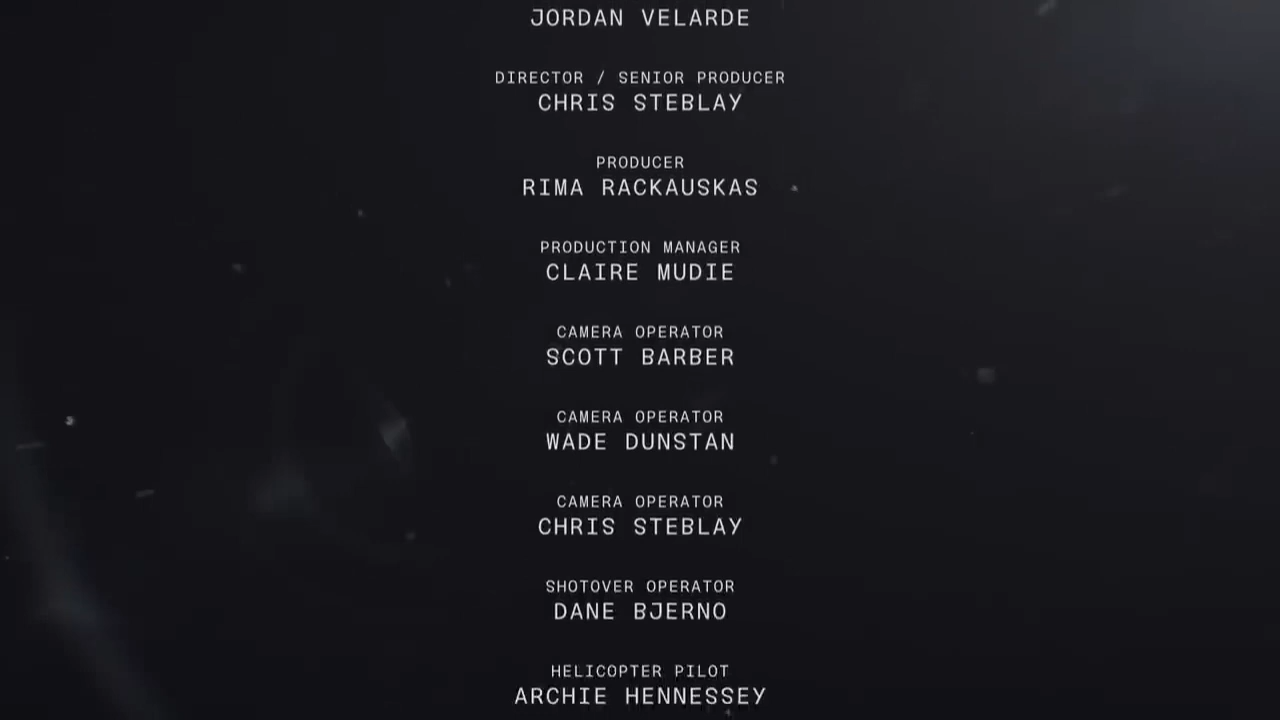 JORDAN VELARDE
DIRECTOR / SENIOR PRODUCER
CHRIS STEBLAY
PRODUCER
RIMA RACKAUSKAS
PRODUCTION MANAGER
CLAIRE MUDIE
CAMERA OPERATOR
SCOTT BARBER
CAMERA OPERATOR
WADE DUNSTAN
CAMERA OPERATOR
CHRIS STEBLAY
SHOTOVER OPERATOR
DANE BJERNO
HELICOPTER PILOT
ARCHIE HENNESSEY